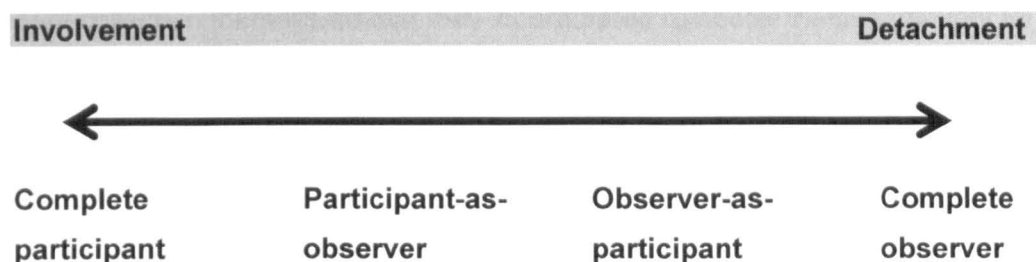 Involvement Detachment
Complete Participant-as- Observer-as- Complete
participant observer participant observer